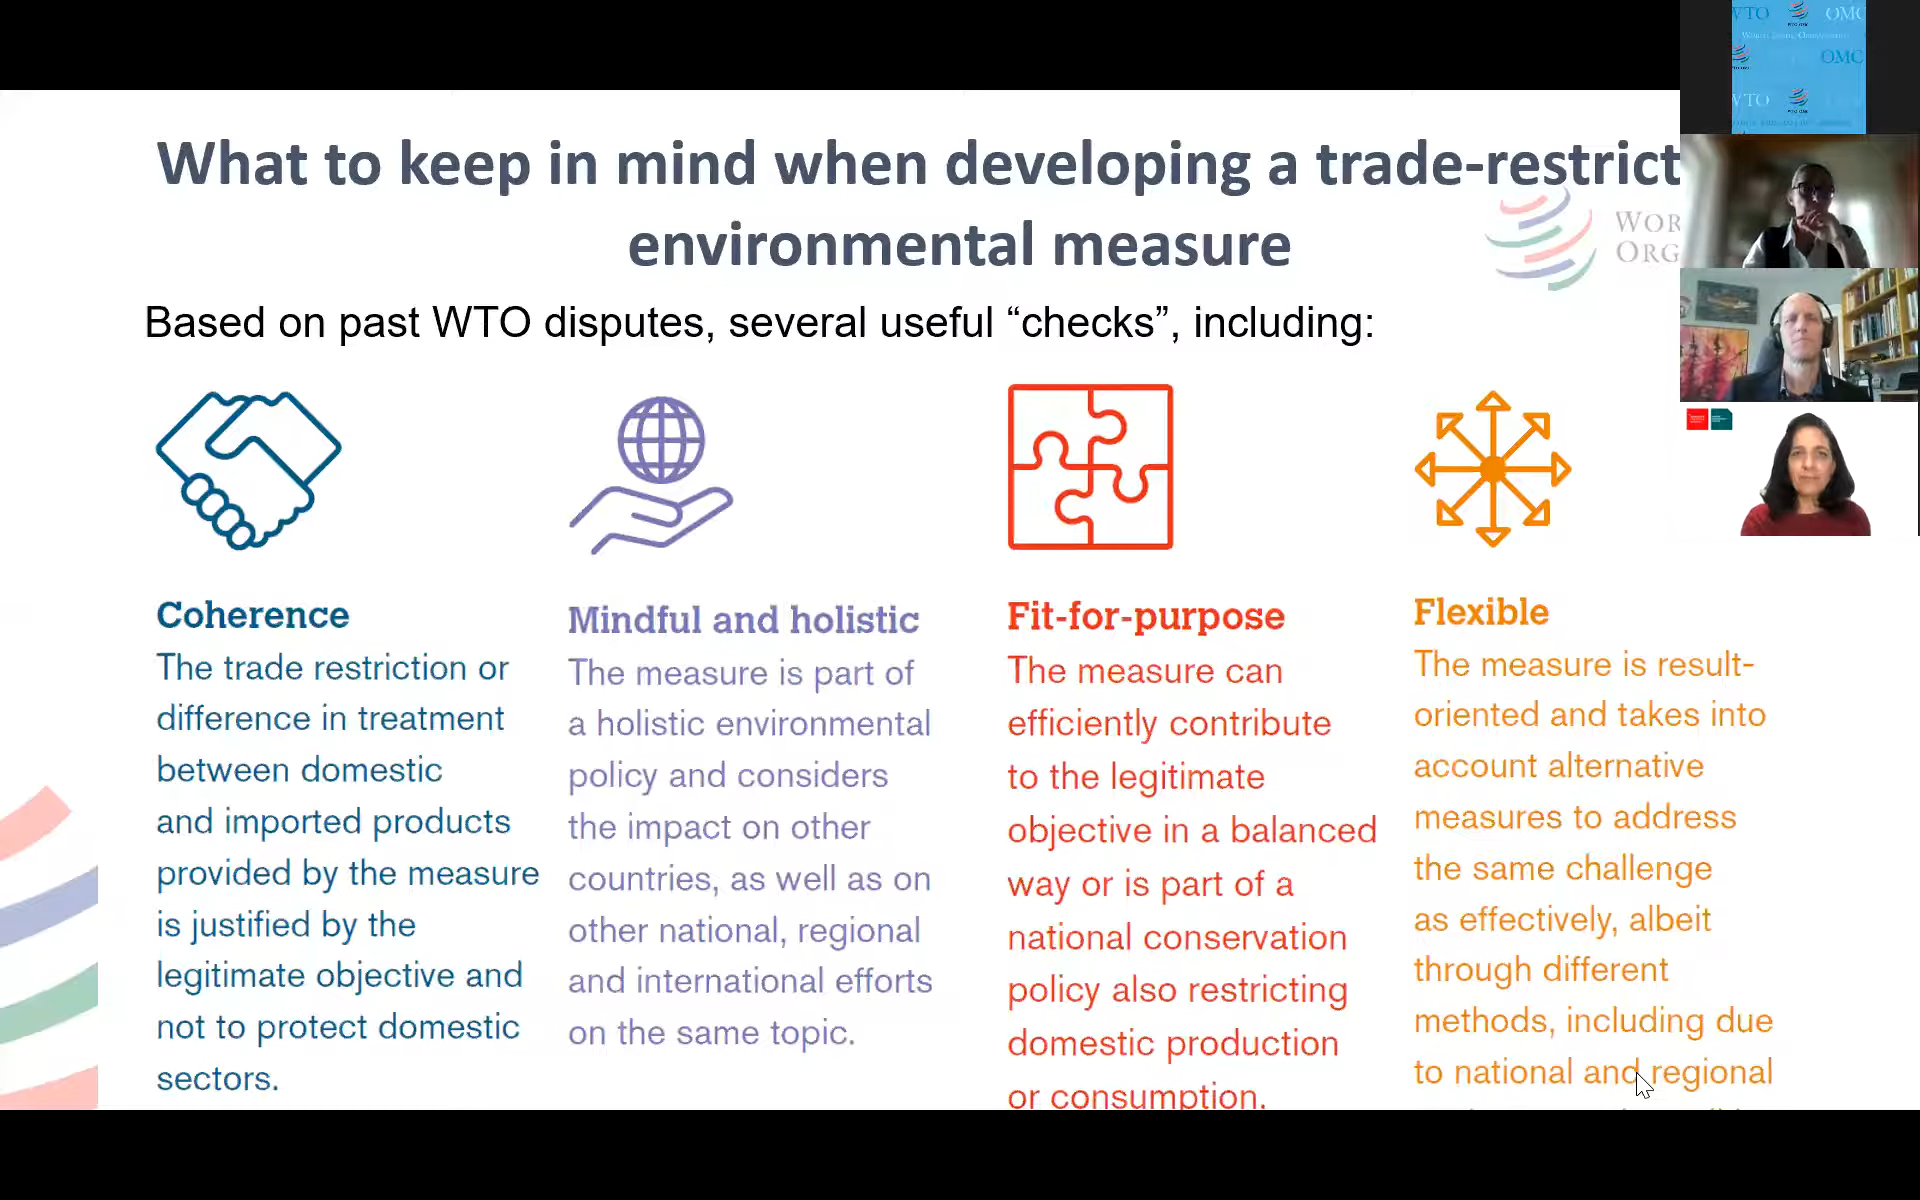 What to keep in mind when developing a trade-restrict
environmental measure
WOR
ORG
Based on past WTO disputes, several useful “checks”, including:
Coherence
The trade restriction or
difference in treatment
between domestic
and imported products
provided by the measure
is justified by the
legitimate objective and
not to protect domestic
sectors.
Mindful and holistic
The measure is part of
a holistic environmental
policy and considers
the impact on other
countries, as well as on
other national, regional
and international efforts
on the same topic.
Fit-for-purpose
The measure can
efficiently contribute
to the legitimate
objective in a balanced
way or is part of a
national conservation
policy also restricting
domestic production
or consumption.
Flexible
The measure is result-
oriented and takes into
account alternative
measures to address
the same challenge
as effectively, albeit
through different
methods, including due
to national and regional
WTO OMC
OMC
WTO